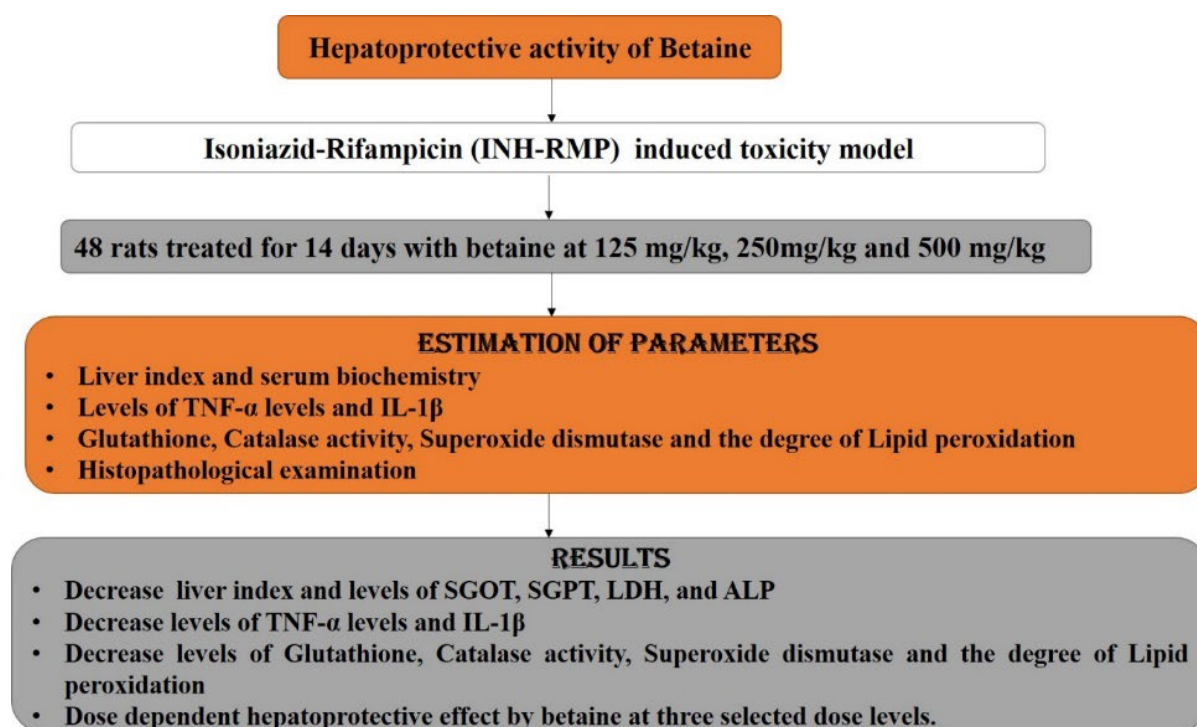 Hepatoprotective activity of Betaine
Isoniazid-Rifampicin (INH-RMP) induced toxicity model
48 rats treated for 14 days with betaine at 125 mg/kg, 250mg/kg and 500 mg/kg
ESTIMATION OF PARAMETERS
• Liver index and serum biochemistry
• Levels of TNF-α levels and IL-1β
• Glutathione, Catalase activity, Superoxide dismutase and the degree of Lipid peroxidation
• Histopathological examination
RESULTS
• Decrease liver index and levels of SGOT, SGPT, LDH, and ALP
• Decrease levels of TNF-α levels and IL-1β
• Decrease levels of Glutathione, Catalase activity, Superoxide dismutase and the degree of Lipid
peroxidation
• Dose dependent hepatoprotective effect by betaine at three selected dose levels.